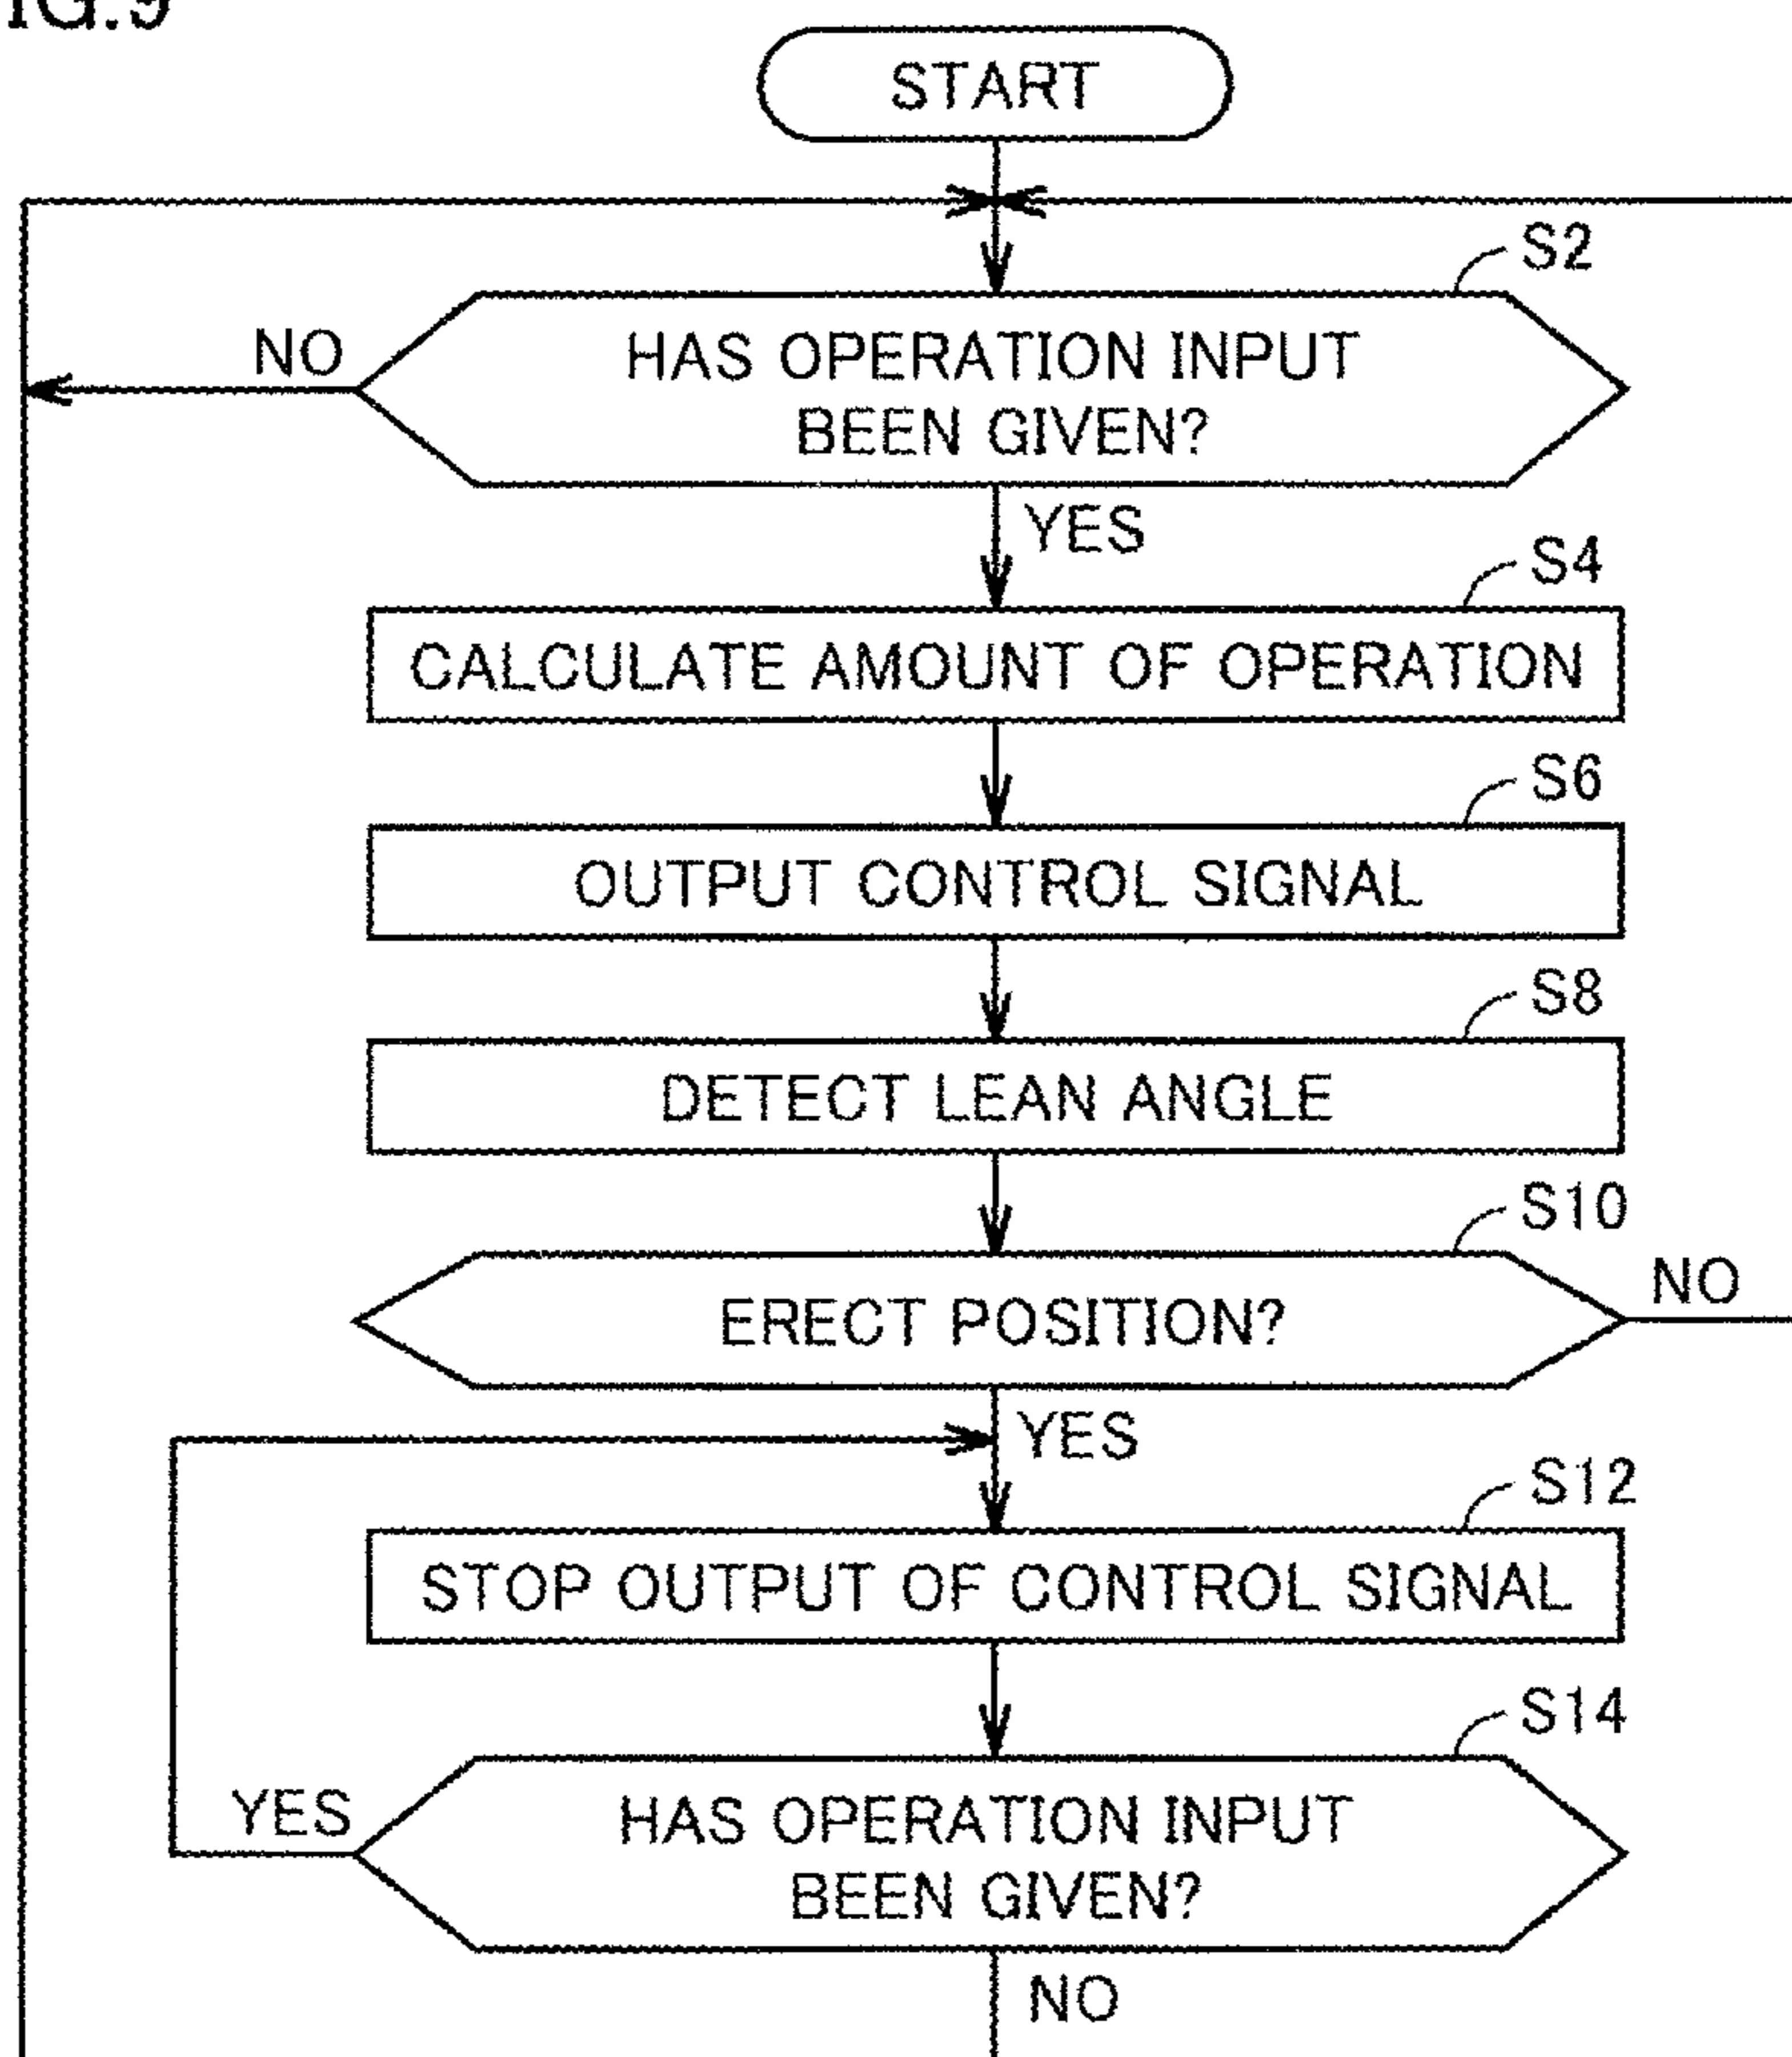 IG.9
START
S2
NO
HAS OPERATION INPUT
BEEN GIVEN?
YES
S4
CALCULATE AMOUNT OF OPERATION
S6
OUTPUT CONTROL SIGNAL
S8
DETECT LEAN ANGLE
S10
ERECT POSITION?
NO
YES
S12
STOP OUTPUT OF CONTROL SIGNAL
S14
YES
HAS OPERATION INPUT
BEEN GIVEN?
NO